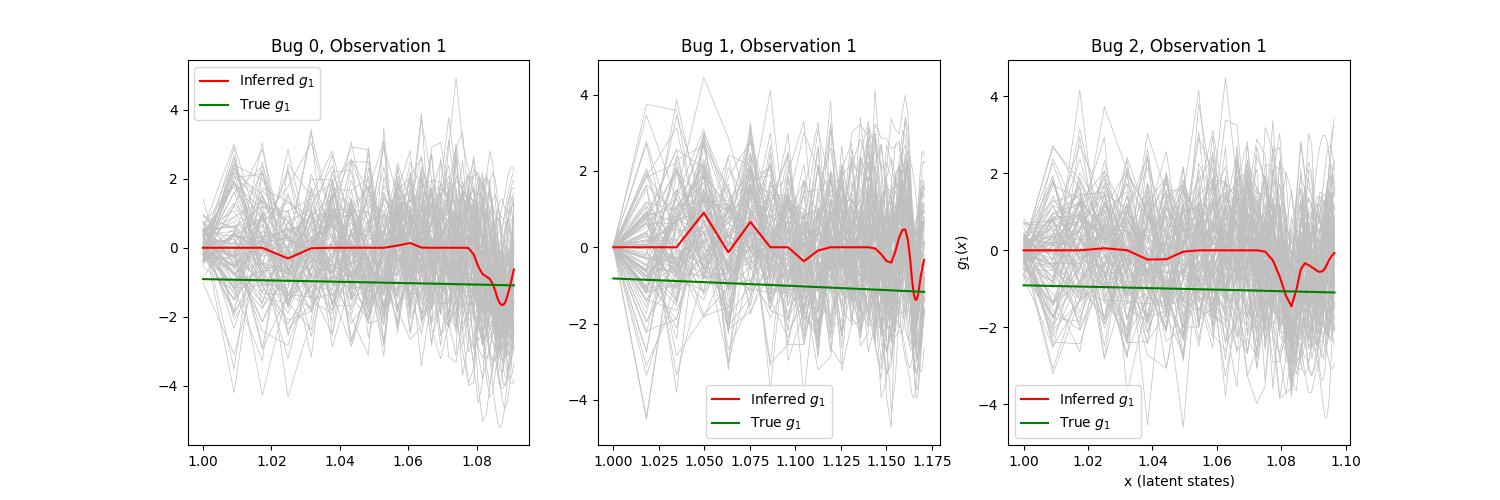 Bug 0, Observation 1
Inferred g₁
True g₁
4
2
0
−2
−4
1.00 1.02 1.04 1.06 1.08
Bug 1, Observation 1
4
2
0
−2
−4
Inferred g₁
True g₁
1.000 1.025 1.050 1.075 1.100 1.125 1.150 1.175
Bug 2, Observation 1
g₁(x)
4
2
0
−2
−4
Inferred g₁
True g₁
1.00 1.02 1.04 1.06 1.08 1.10
x (latent states)